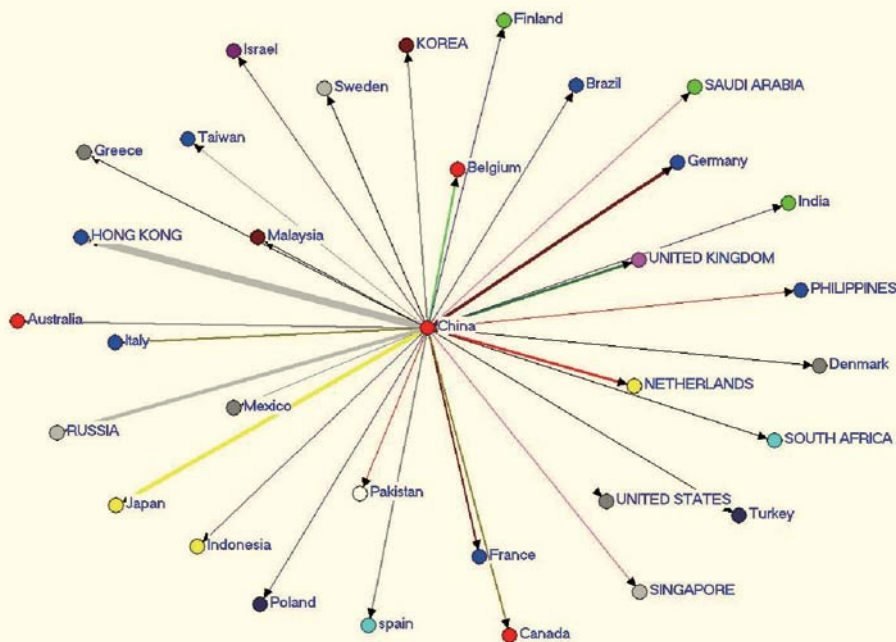 Finland
Israel
KOREA
Sweden
Brazil
SAUDI ARABIA
Taiwan
Greece
Belgium
Germany
India
HONG KONG
Malaysia
UNITED KINGDOM
PHILIPPINES
Australia
China
Italy
Denmark
NETHERLANDS
Mexico
RUSSIA
SOUTH AFRICA
Japan
Pakistan
UNITED STATES
Turkey
Indonesia
France
SINGAPORE
Poland
spain
Canada